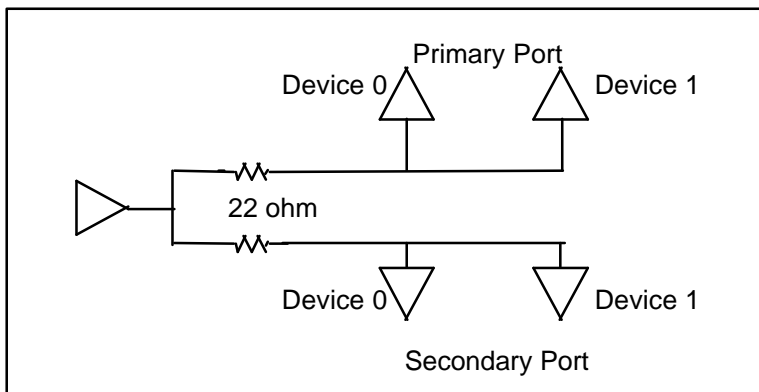 Primary Port
Device 0
Device 1
22 ohm
Device 0
Device 1
Secondary Port